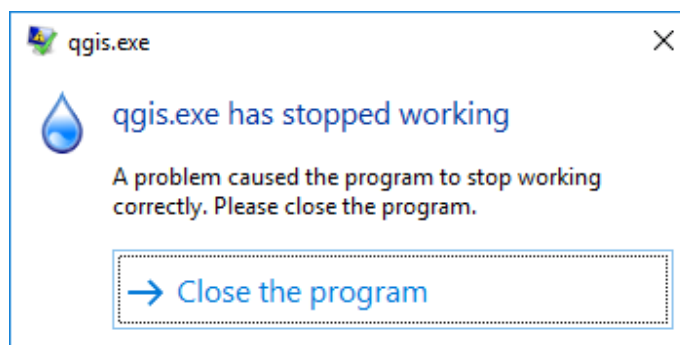 qgis.exe
qgis.exe has stopped working
A problem caused the program to stop working
correctly. Please close the program.
Close the program